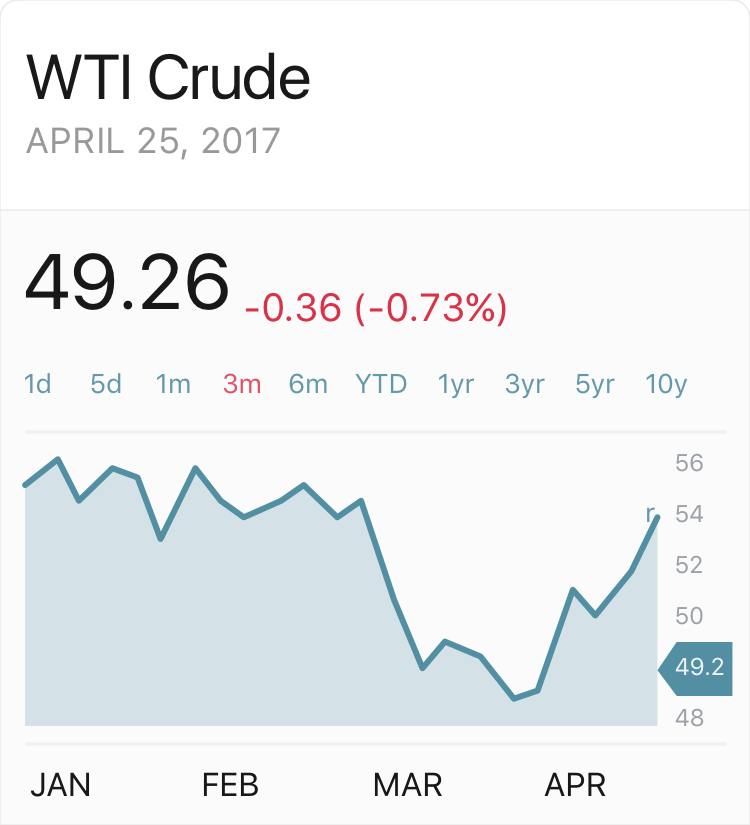 WTI Crude
APRIL 25, 2017
49.26 -0.36 (-0.73%)
1d 5d 1m 3m 6m YTD 1yr 3yr 5yr 10y
r
56
54
52
50
49.2
48
JAN FEB MAR APR